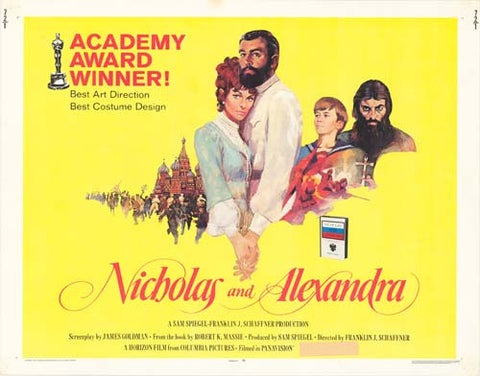 ACADEMY
AWARD
WINNER!
Best Art Direction
Best Costume Design
Nicholas and Alexandra
A SAM SPIEGEL-FRANKLIN J. SCHAFFNER PRODUCTION
Screenplay by JAMES GOLDMAN • From the book by ROBERT K. MASSIE • Produced by SAM SPIEGEL • Directed by FRANKLIN J. SCHAFFNER
A HORIZON FILM from COLUMBIA PICTURES • Filmed in PANAVISION